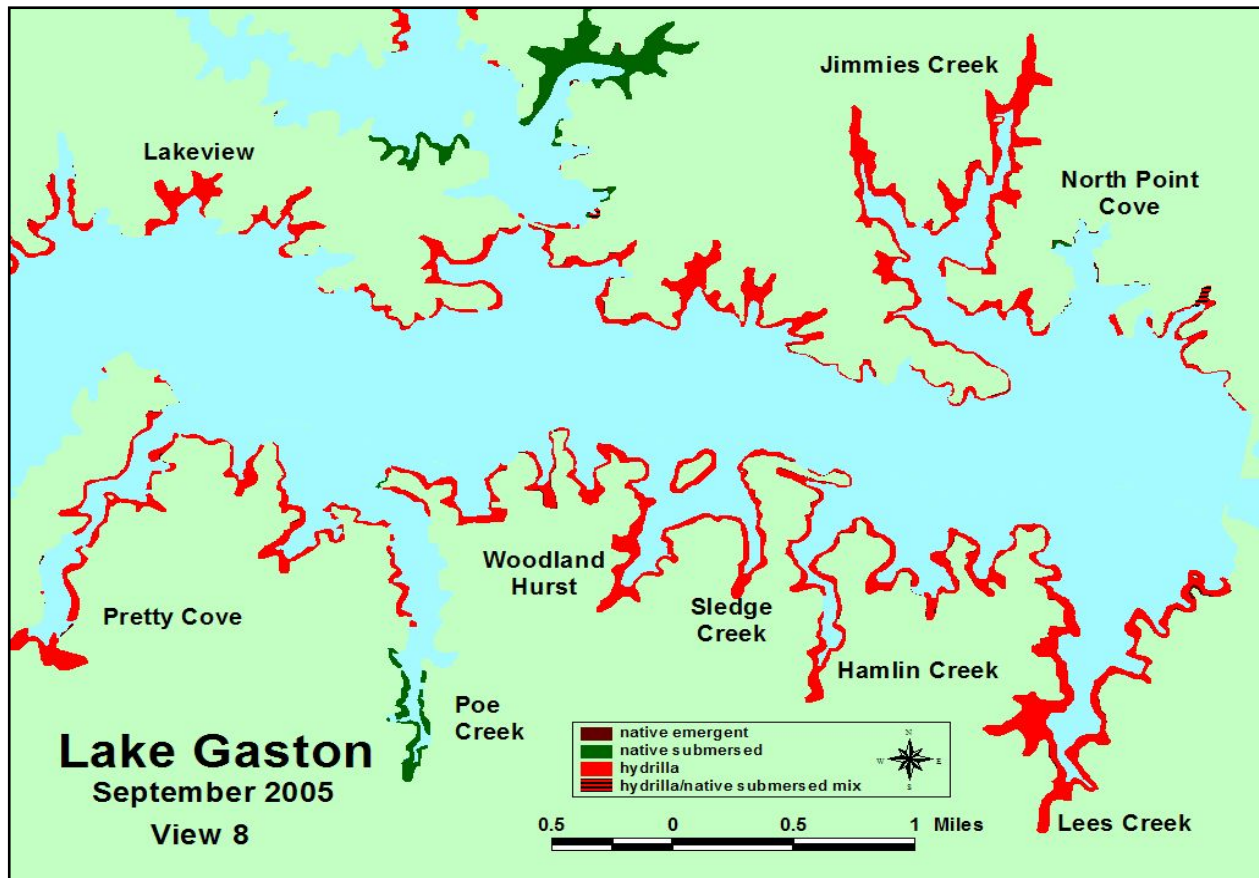 Jimmies Creek
Lakeview
North Point
Cove
Woodland
Hurst
Sledge
Creek
Pretty Cove
Hamlin Creek
Poe
Creek
Lees Creek
Lake Gaston
September 2005
View 8
native emergent
native submersed
hydrilla
hydrilla/native submersed mix
N
W E
S
0.5 0 0.5 1 Miles